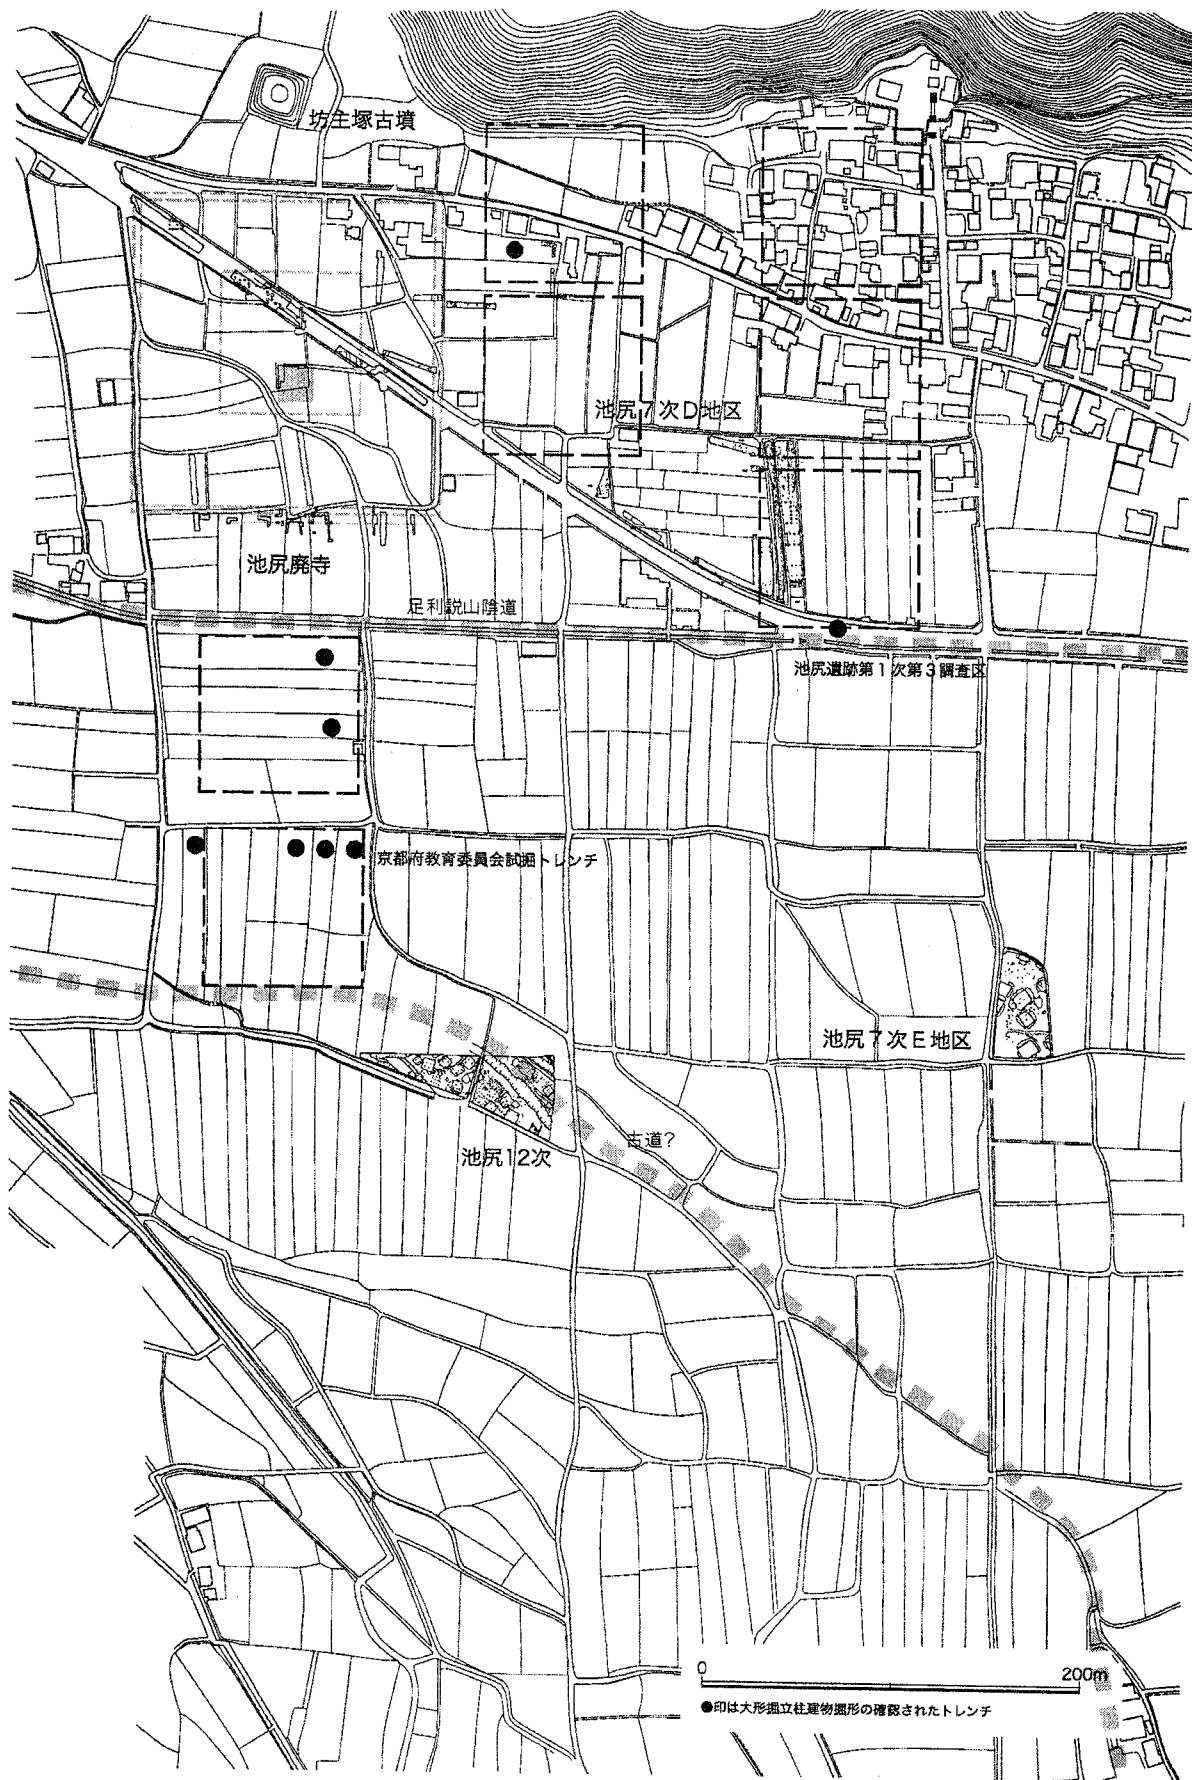 坊主塚古墳
池尻7次D地区
池尻廃寺
足利説山陰道
池尻遺跡第1次第3調査区
京都府教育委員会試掘トレンチ
池尻7次E地区
古道?
池尻12次
0 200m
●印は大形掘立柱建物掘形の確認されたトレンチ